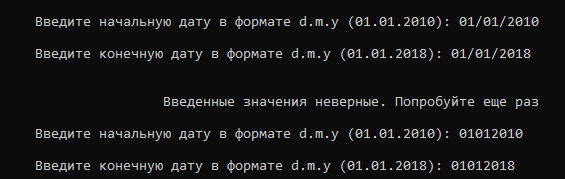 Введите начальную дату в формате d.m.y (01.01.2010): 01/01/2010
Введите конечную дату в формате d.m.y (01.01.2018): 01/01/2018
Введенные значения неверные. Попробуйте еще раз
Введите начальную дату в формате d.m.y (01.01.2010): 01012010
Введите конечную дату в формате d.m.y (01.01.2018): 01012018